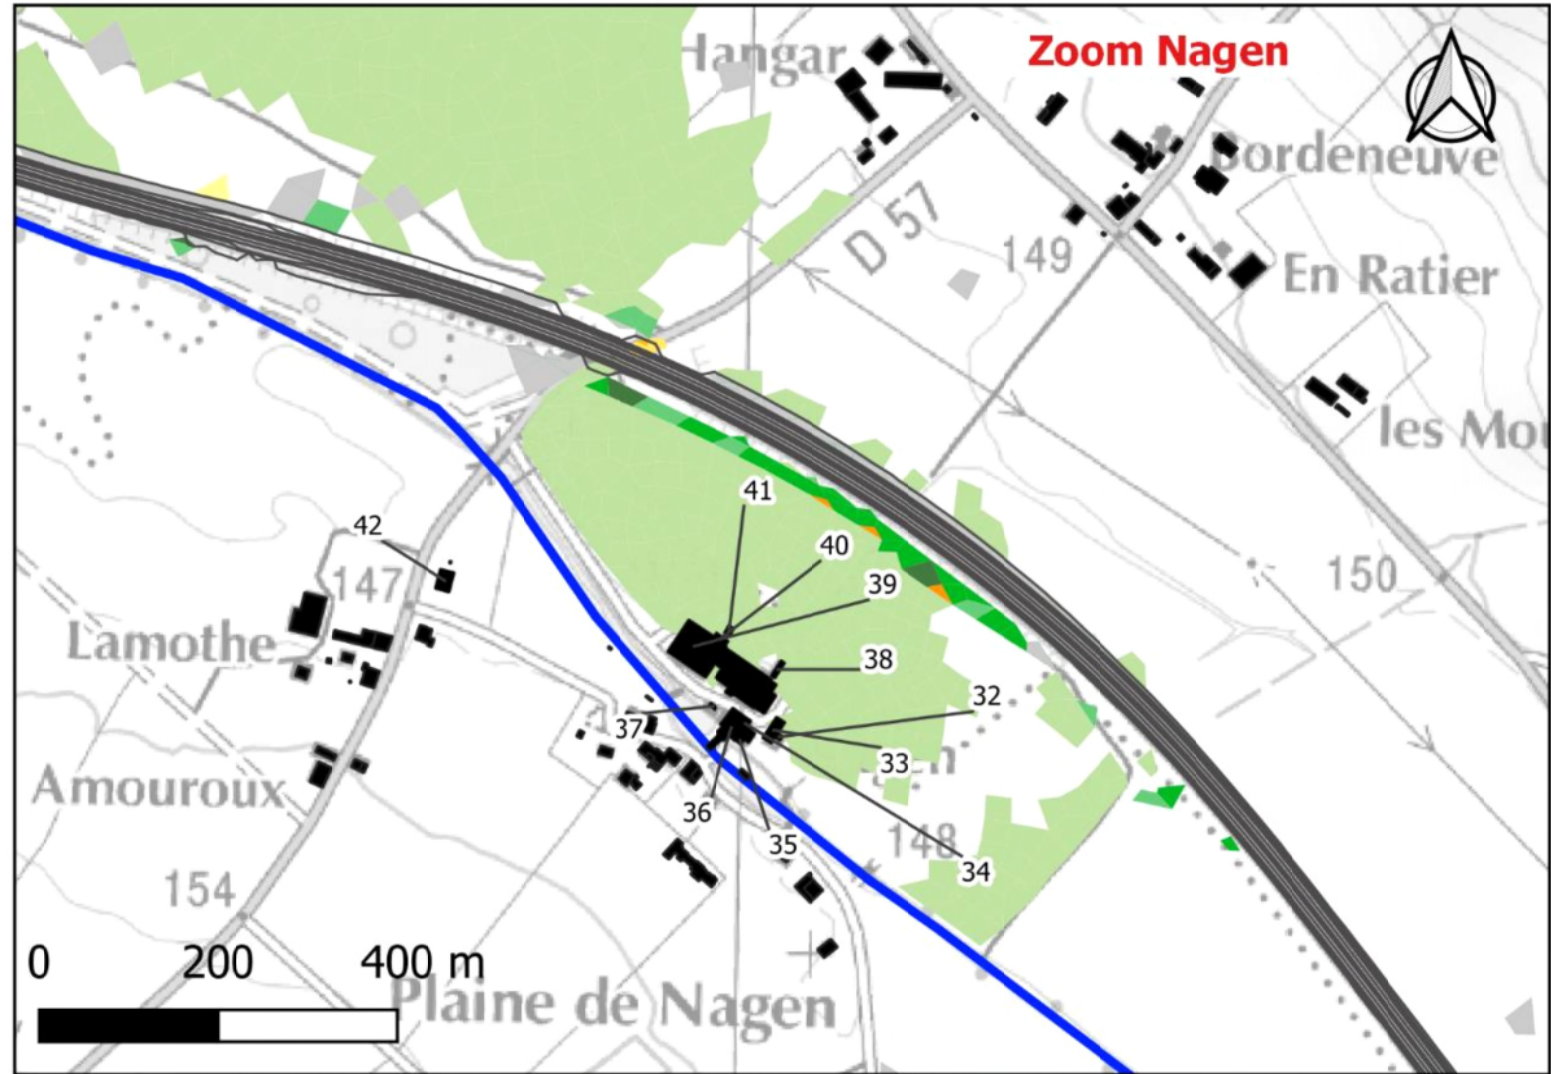 Zoom Nagen
Hangar
Bordeneuve
D 57
149
En Ratier
les Mo
41
42
40
150
147
39
Lamothe
38
32
37
33
Amouroux
36
35
148
34
154
0 200 400 m
Plaine de Nagen